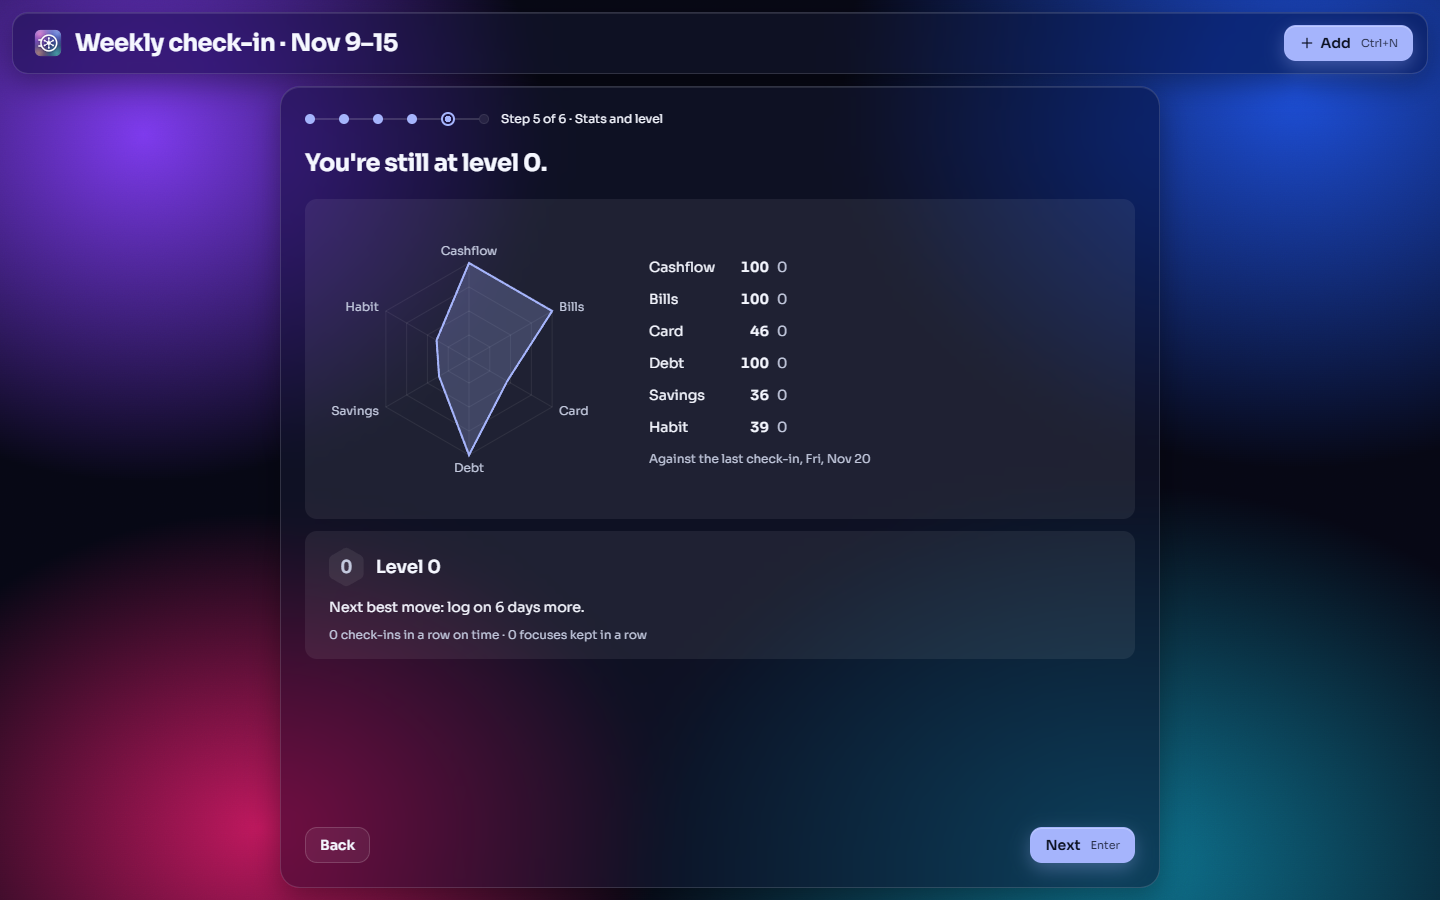 Weekly check-in · Nov 9–15
Add Ctrl+N
Step 5 of 6 · Stats and level
You're still at level 0.
Cashflow
Habit
Bills
Savings
Card
Debt
Cashflow 100 0
Bills 100 0
Card 46 0
Debt 100 0
Savings 36 0
Habit 39 0
Against the last check-in, Fri, Nov 20
0 Level 0
Next best move: log on 6 days more.
0 check-ins in a row on time · 0 focuses kept in a row
Back
Next Enter